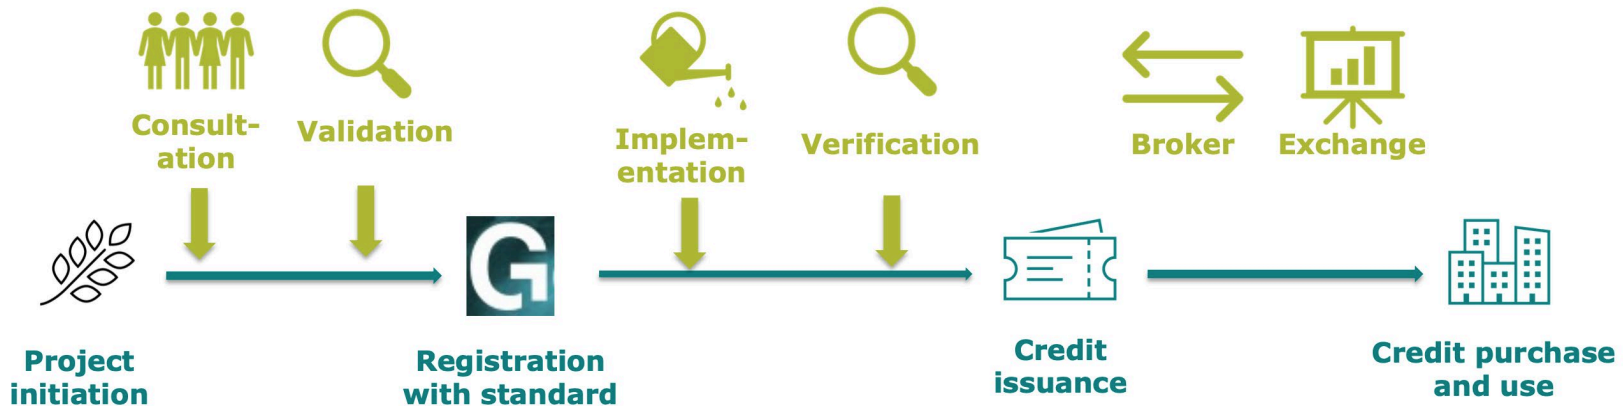 Consult-
ation
Validation
Implem-
entation
Verification
Broker
Exchange
G
Project
initiation
Registration
with standard
Credit
issuance
Credit purchase
and use